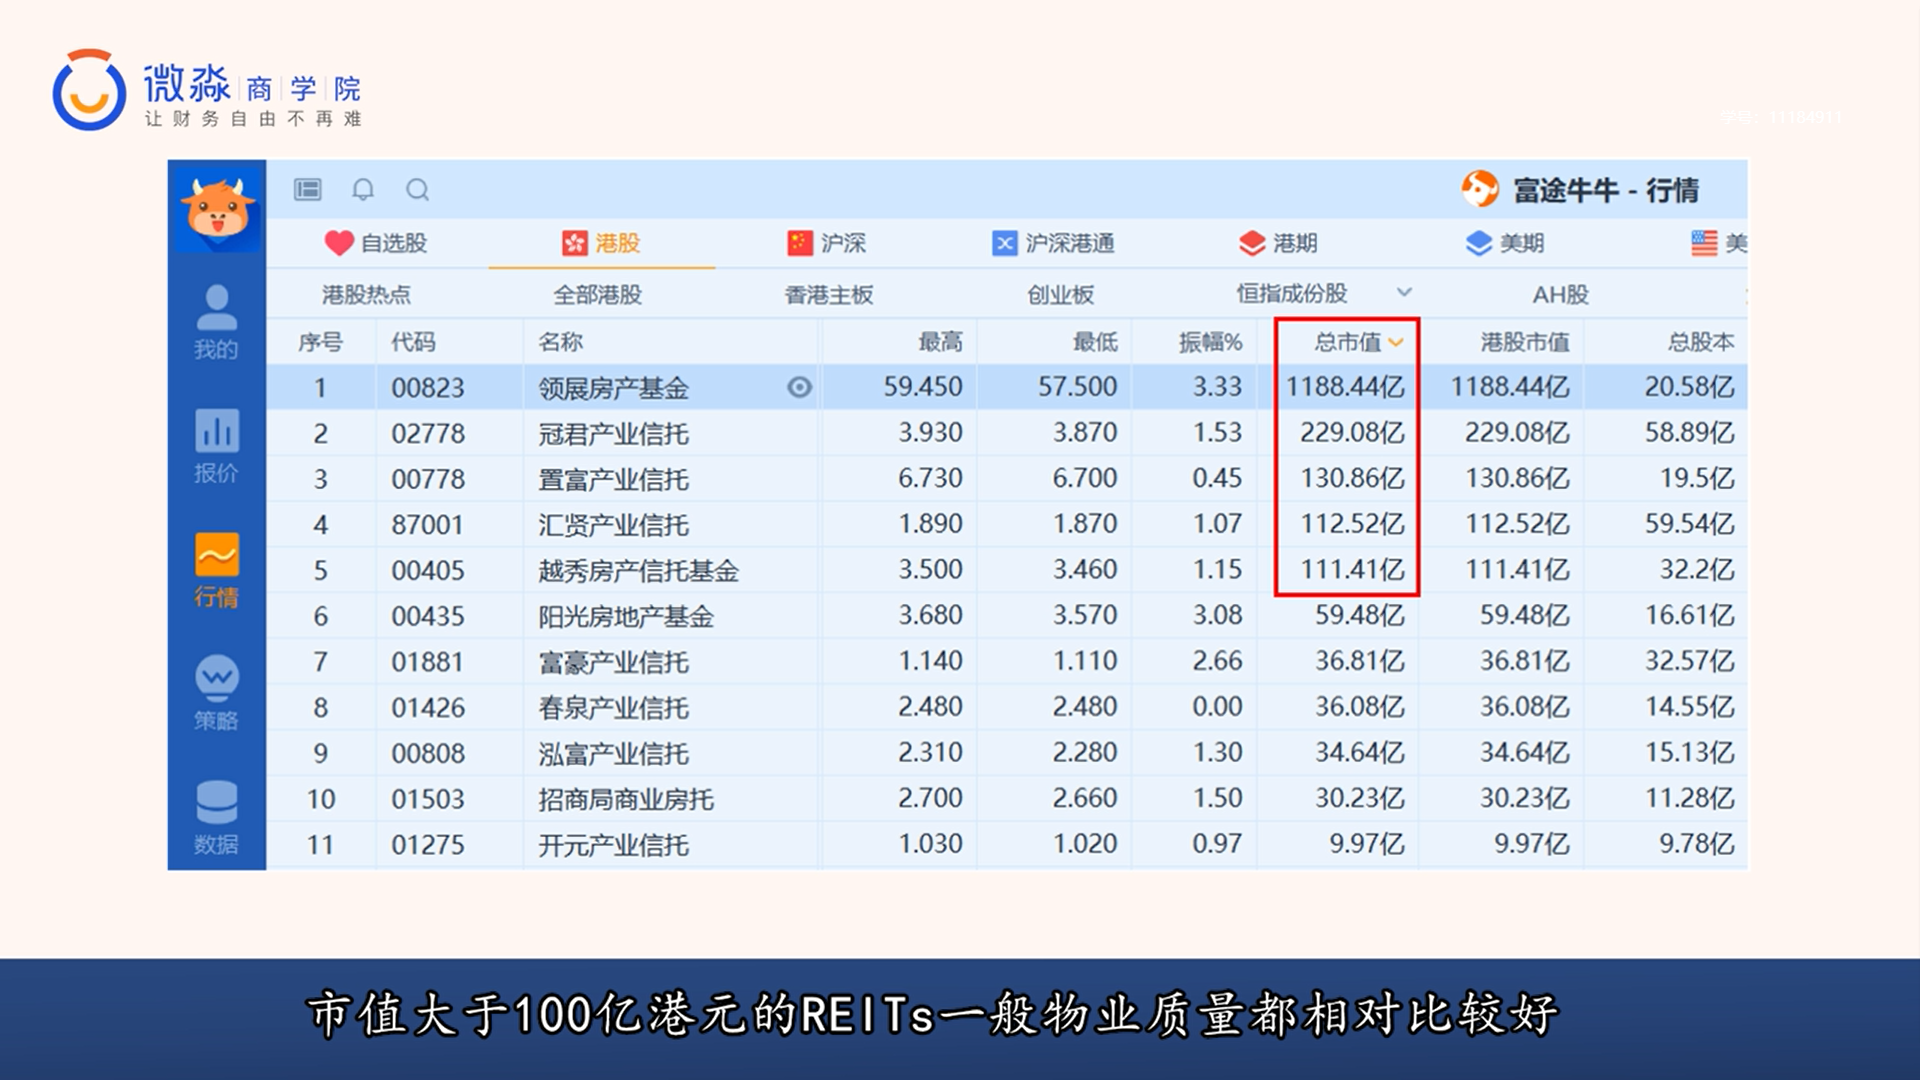 微淼 商学院
让财务自由不再难
学号：11184911
富途牛牛 - 行情
自选股 港股 沪深 沪深港通 港期 美期 美
港股热点 全部港股 香港主板 创业板 恒指成份股 AH股
序号 代码 名称 最高 最低 振幅% 总市值 港股市值 总股本
1 00823 领展房产基金 59.450 57.500 3.33 1188.44亿 1188.44亿 20.58亿
2 02778 冠君产业信托 3.930 3.870 1.53 229.08亿 229.08亿 58.89亿
3 00778 置富产业信托 6.730 6.700 0.45 130.86亿 130.86亿 19.5亿
4 87001 汇贤产业信托 1.890 1.870 1.07 112.52亿 112.52亿 59.54亿
5 00405 越秀房产信托基金 3.500 3.460 1.15 111.41亿 111.41亿 32.2亿
6 00435 阳光房地产基金 3.680 3.570 3.08 59.48亿 59.48亿 16.61亿
7 01881 富豪产业信托 1.140 1.110 2.66 36.81亿 36.81亿 32.57亿
8 01426 春泉产业信托 2.480 2.480 0.00 36.08亿 36.08亿 14.55亿
9 00808 泓富产业信托 2.310 2.280 1.30 34.64亿 34.64亿 15.13亿
10 01503 招商局商业房托 2.700 2.660 1.50 30.23亿 30.23亿 11.28亿
11 01275 开元产业信托 1.030 1.020 0.97 9.97亿 9.97亿 9.78亿
我的
报价
行情
策略
数据
市值大于100亿港元的REITs一般物业质量都相对比较好